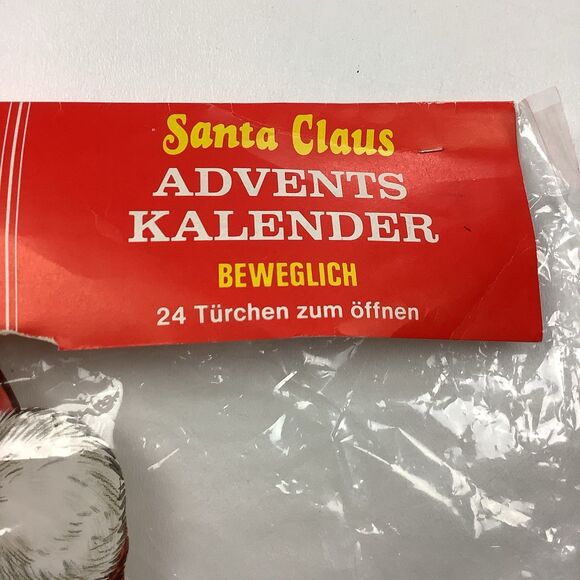 Santa Claus
ADVENTS
KALENDER
BEWEGLICH
24 Türchen zum öffnen